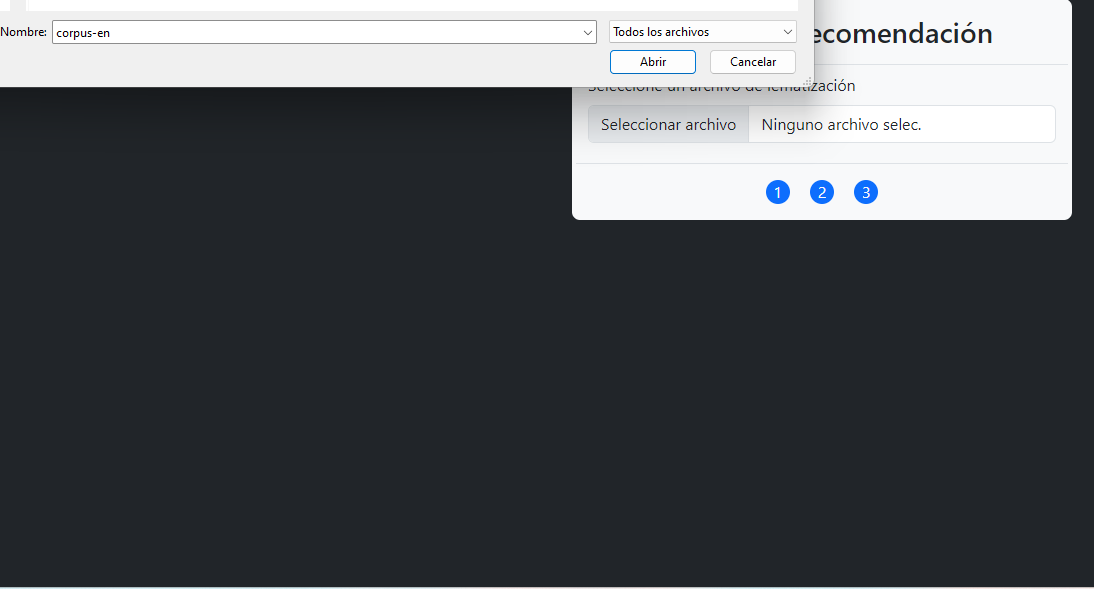 Nombre: corpus-en Todos los archivos
Abrir Cancelar
ecomendación
Seleccione un archivo de lematización
Seleccionar archivo Ninguno archivo selec.
1 2 3